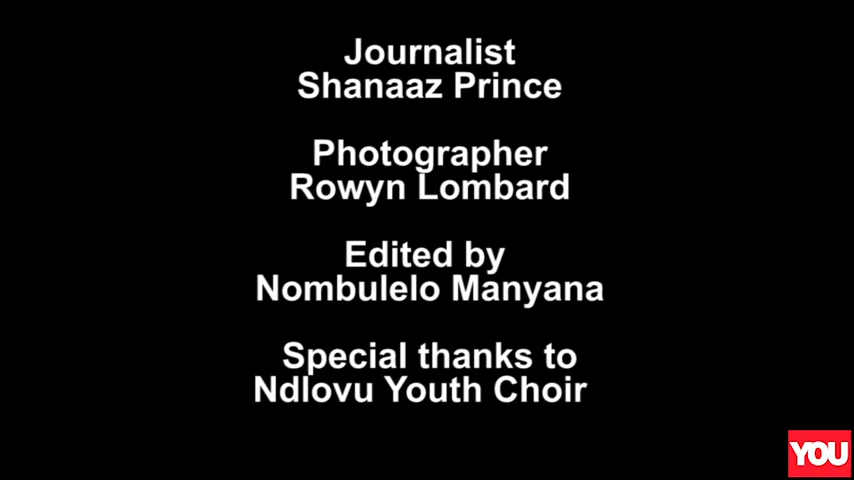 Journalist
Shanaaz Prince
Photographer
Rowyn Lombard
Edited by
Nombulelo Manyana
Special thanks to
Ndlovu Youth Choir
YOU